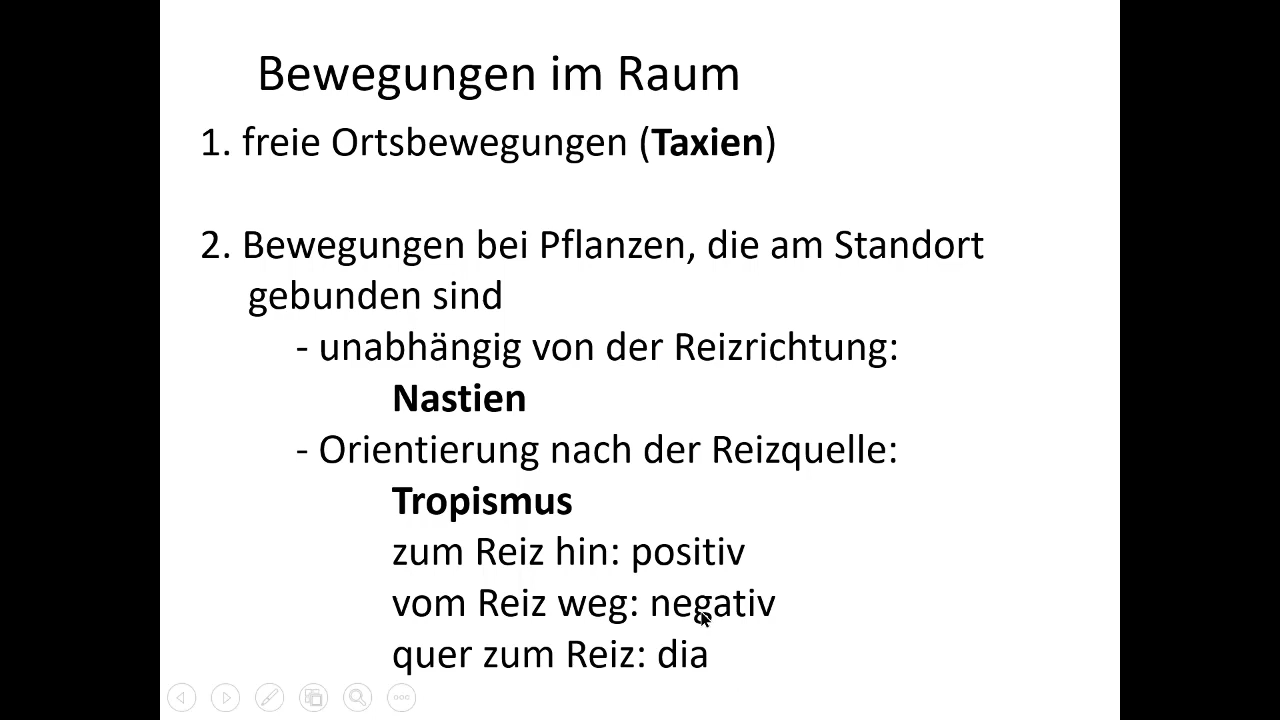 Bewegungen im Raum
1. freie Ortsbewegungen (Taxien)
2. Bewegungen bei Pflanzen, die am Standort
gebunden sind
- unabhängig von der Reizrichtung:
Nastien
- Orientierung nach der Reizquelle:
Tropismus
zum Reiz hin: positiv
vom Reiz weg: negativ
quer zum Reiz: dia